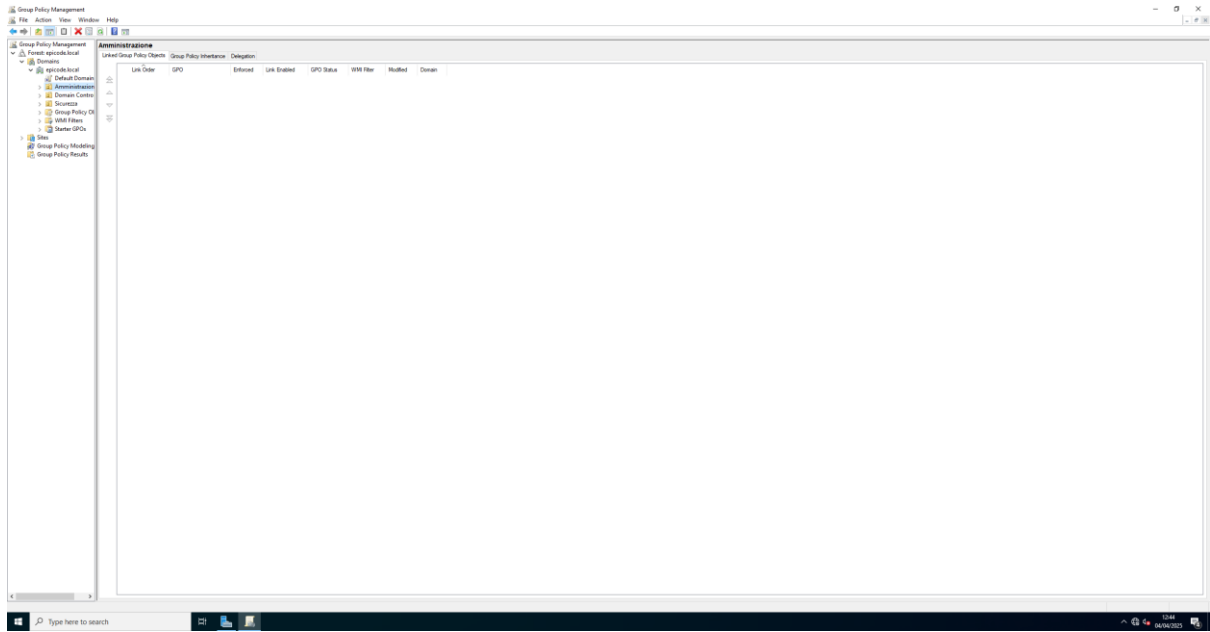 Group Policy Management
File Action View Window Help
Group Policy Management
Forest: epicode.local
Domains
epicode.local
Default Domain
Amministrazion
Domain Contro
Sicurezza
Group Policy Ob
WMI Filters
Starter GPOs
Sites
Group Policy Modeling
Group Policy Results
Amministrazione
Linked Group Policy Objects Group Policy Inheritance Delegation
Link Order GPO Enforced Link Enabled GPO Status WMI Filter Modified Domain
Type here to search
12:44
04/04/2025